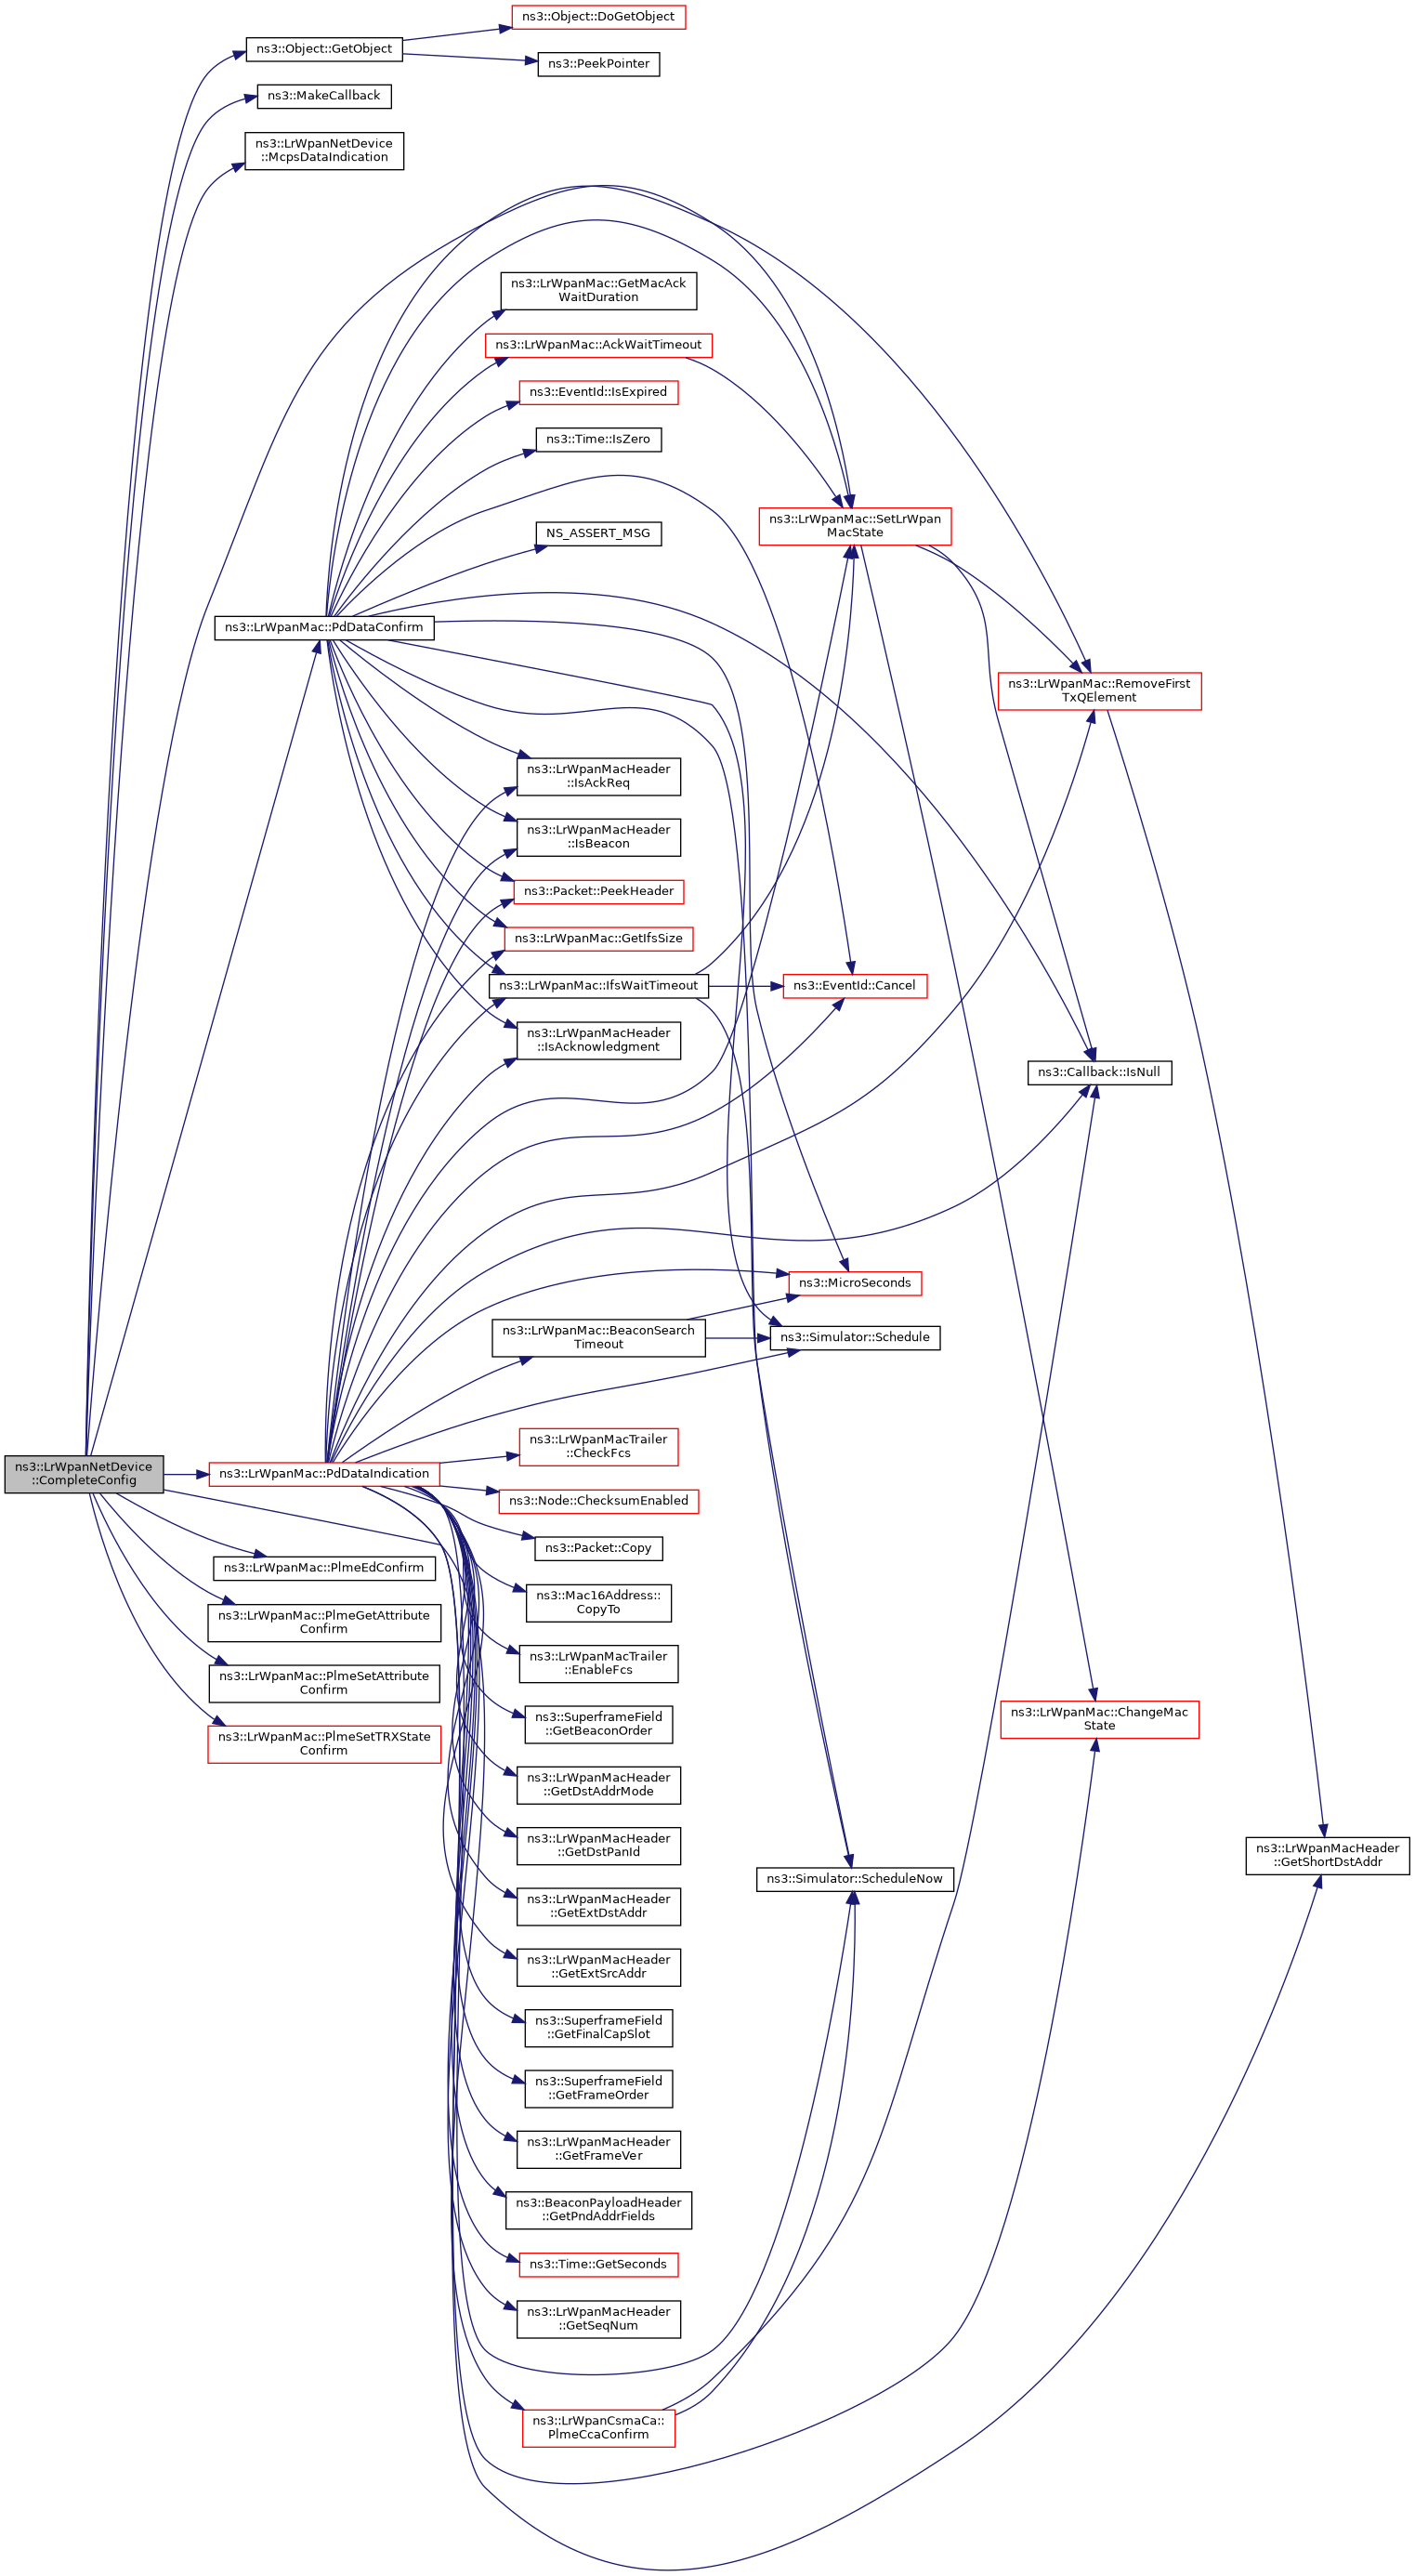 ns3::Object::DoGetObject
ns3::Object::GetObject
ns3::PeekPointer
ns3::MakeCallback
ns3::LrWpanNetDevice
::McpsDataIndication
ns3::LrWpanMac::GetMacAck
WaitDuration
ns3::LrWpanMac::AckWaitTimeout
ns3::EventId::IsExpired
ns3::Time::IsZero
ns3::LrWpanMac::SetLrWpan
MacState
NS_ASSERT_MSG
ns3::LrWpanMac::PdDataConfirm
ns3::LrWpanMac::RemoveFirst
TxQElement
ns3::LrWpanMacHeader
::IsAckReq
ns3::LrWpanMacHeader
::IsBeacon
ns3::Packet::PeekHeader
ns3::LrWpanMac::GetIfsSize
ns3::LrWpanMac::IfsWaitTimeout
ns3::EventId::Cancel
ns3::LrWpanMacHeader
::IsAcknowledgment
ns3::Callback::IsNull
ns3::MicroSeconds
ns3::LrWpanMac::BeaconSearch
Timeout
ns3::Simulator::Schedule
ns3::LrWpanMacTrailer
::CheckFcs
ns3::LrWpanNetDevice
::CompleteConfig
ns3::LrWpanMac::PdDataIndication
ns3::Node::ChecksumEnabled
ns3::Packet::Copy
ns3::LrWpanMac::PlmeEdConfirm
ns3::Mac16Address::
CopyTo
ns3::LrWpanMac::PlmeGetAttribute
Confirm
ns3::LrWpanMacTrailer
::EnableFcs
ns3::LrWpanMac::PlmeSetAttribute
Confirm
ns3::SuperframeField
::GetBeaconOrder
ns3::LrWpanMac::ChangeMac
State
ns3::LrWpanMac::PlmeSetTRXState
Confirm
ns3::LrWpanMacHeader
::GetDstAddrMode
ns3::LrWpanMacHeader
::GetDstPanId
ns3::LrWpanMacHeader
::GetShortDstAddr
ns3::Simulator::ScheduleNow
ns3::LrWpanMacHeader
::GetExtDstAddr
ns3::LrWpanMacHeader
::GetExtSrcAddr
ns3::SuperframeField
::GetFinalCapSlot
ns3::SuperframeField
::GetFrameOrder
ns3::LrWpanMacHeader
::GetFrameVer
ns3::BeaconPayloadHeader
::GetPndAddrFields
ns3::Time::GetSeconds
ns3::LrWpanMacHeader
::GetSeqNum
ns3::LrWpanCsmaCa::
PlmeCcaConfirm